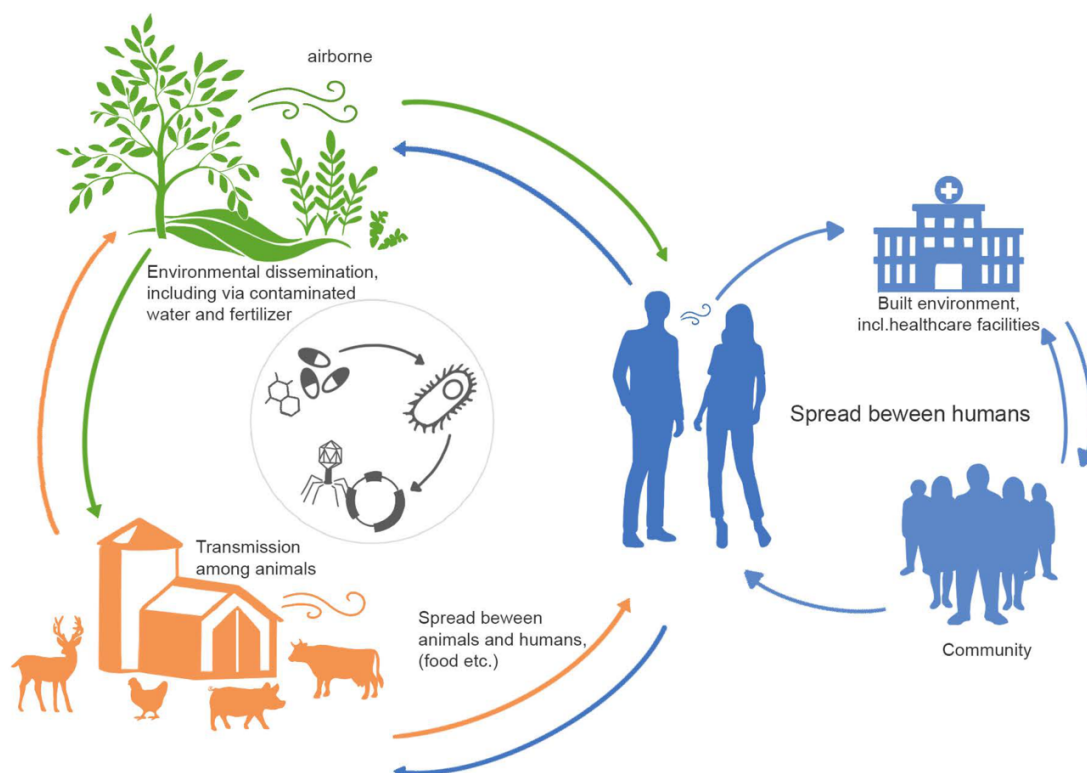 airborne
Environmental dissemination,
including via contaminated
water and fertilizer
Built environment,
incl.healthcare facilities
Spread beween humans
Transmission
among animals
Spread beween
animals and humans,
(food etc.)
Community